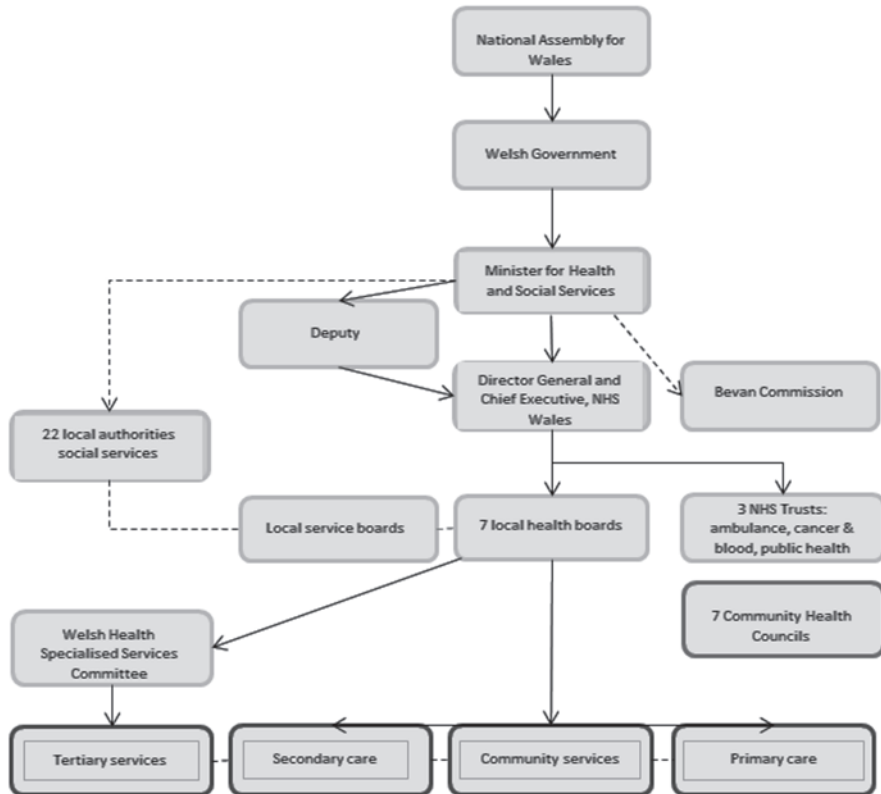 National Assembly for
Wales
Welsh Government
Minister for Health
and Social Services
Deputy
Director General and
Chief Executive, NHS
Wales
Bevan Commission
22 local authorities
social services
Local service boards
7 local health boards
3 NHS Trusts:
ambulance, cancer &
blood, public health
7 Community Health
Councils
Welsh Health
Specialised Services
Committee
Tertiary services
Secondary care
Community services
Primary care